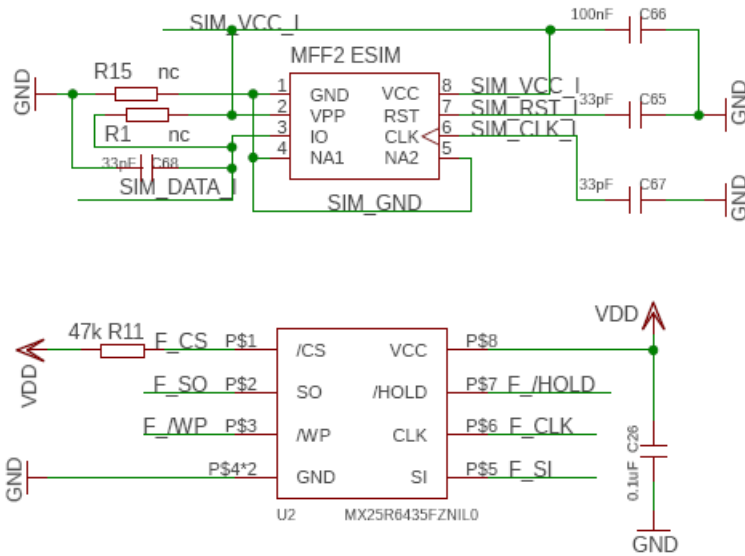 SIM_VCC_I
100nF C66
MFF2 ESIM
GND
R15 nc
1 GND VCC 8 SIM_VCC_I
2 VPP RST 7 SIM_RST_I 33pF C65
GND
R1 nc
3 IO CLK 6 SIM_CLK_I
4 NA1 NA2 5
33pF C68
SIM_DATA_I
SIM_GND
33pF C67
GND
VDD
47k R11 F_CS P$1 /CS VCC P$8
VDD
F_SO P$2 SO /HOLD P$7 F_/HOLD
F_/WP P$3 /WP CLK P$6 F_CLK
GND
P$4*2 GND SI P$5 F_SI
0.1uF C26
U2 MX25R6435FZNIL0
GND